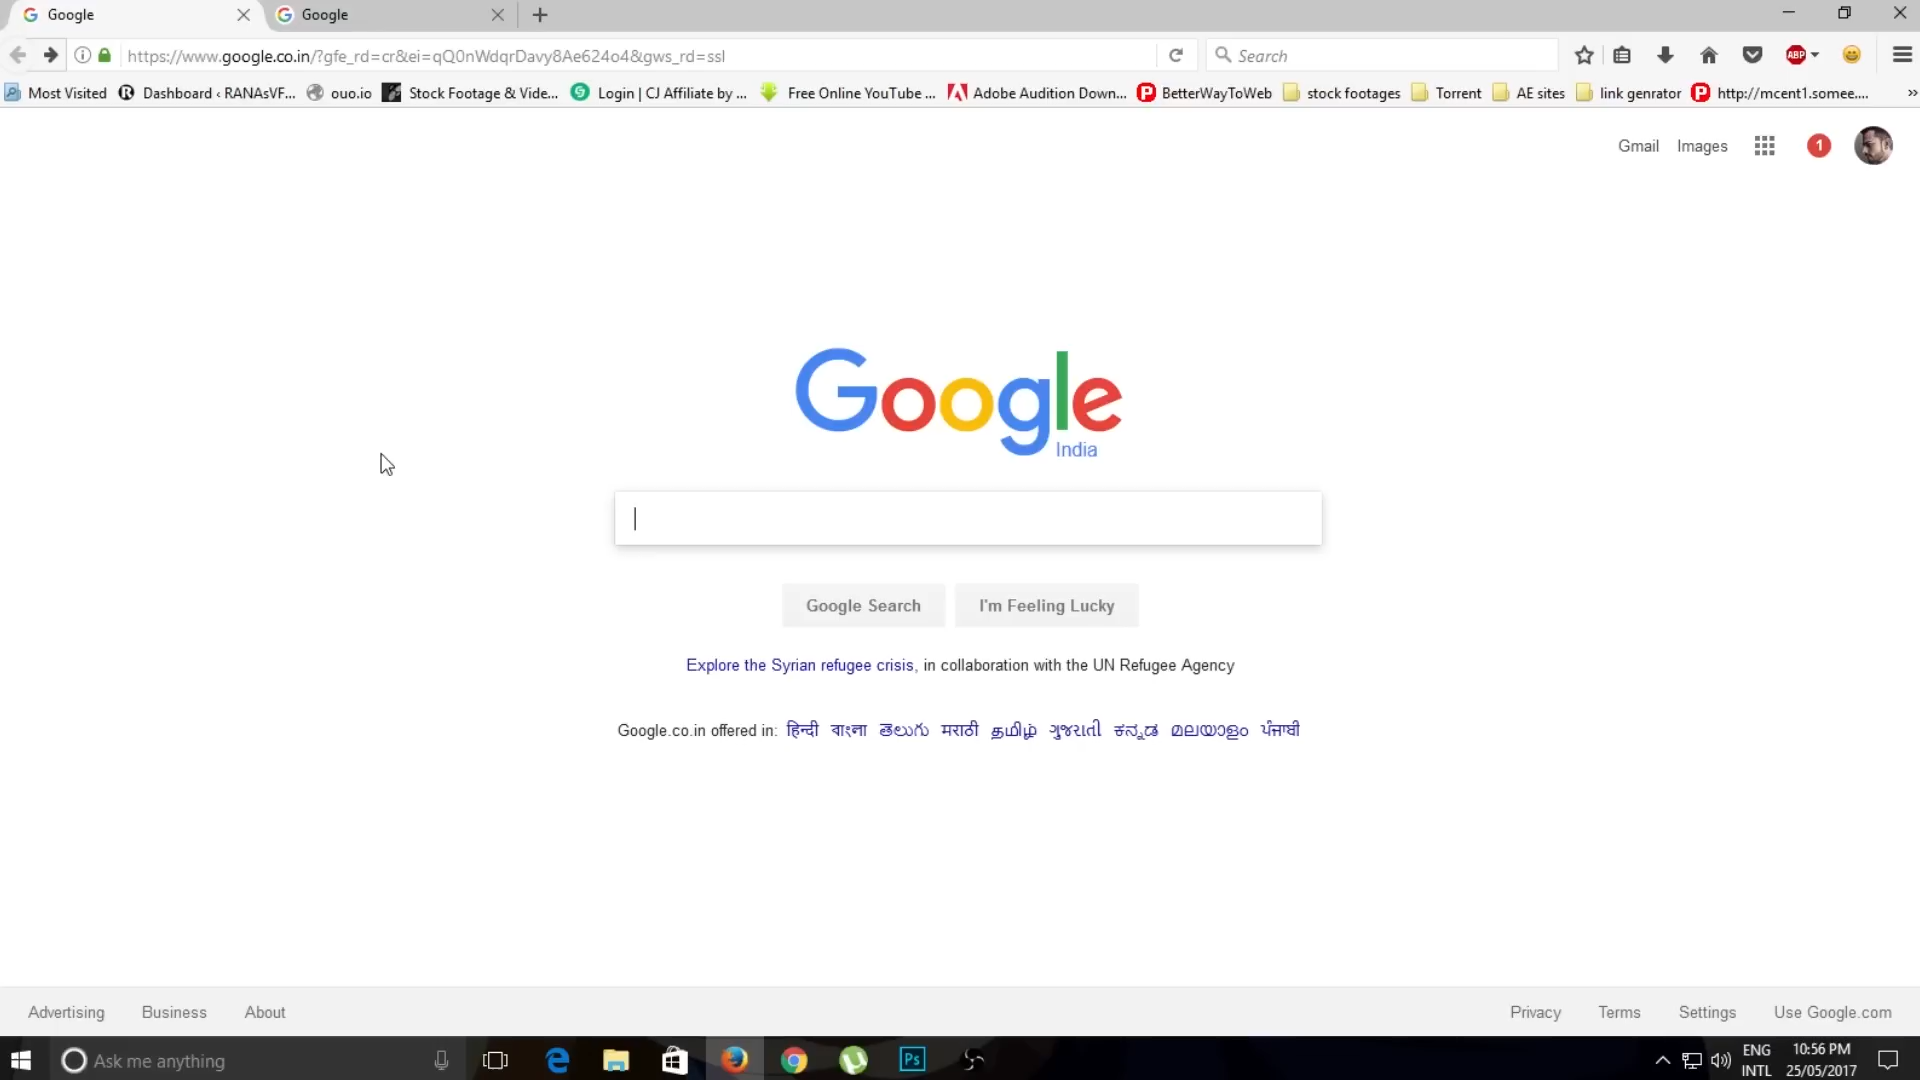 Google
Google
https://www.google.co.in/?gfe_rd=cr&ei=qQ0nWdqrDavy8Ae624o4&gws_rd=ssl
Search
ABP
Most Visited
Dashboard ‹ RANAsVF...
ouo.io
Stock Footage & Vide...
Login | CJ Affiliate by ...
Free Online YouTube ...
Adobe Audition Down...
BetterWayToWeb
stock footages
Torrent
AE sites
link genrator
http://mcent1.somee....
Gmail
Images
1
Google
India
Google Search
I'm Feeling Lucky
Explore the Syrian refugee crisis, in collaboration with the UN Refugee Agency
Google.co.in offered in: हिन्दी বাংলা తెలుగు मराठी தமிழ் ગુજરાતી ಕನ್ನಡ മലയാളം ਪੰਜਾਬੀ
Advertising
Business
About
Privacy
Terms
Settings
Use Google.com
Ask me anything
Ps
ENG
INTL
10:56 PM
25/05/2017